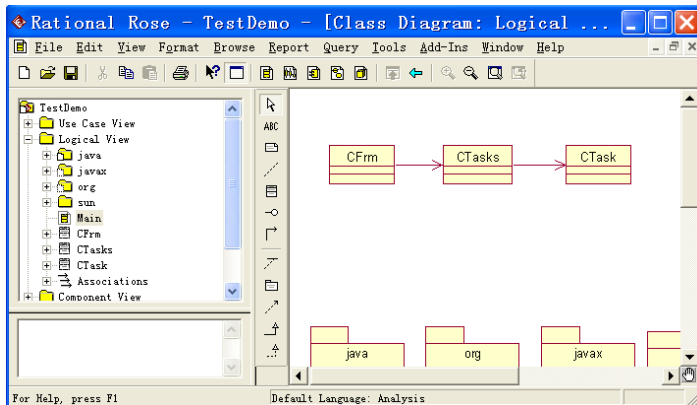 Rational Rose - TestDemo - [Class Diagram: Logical ...
File Edit View Format Browse Report Query Tools Add-Ins Window Help
TestDemo
Use Case View
Logical View
java
javax
org
sun
Main
CFrm
CTasks
CTask
Associations
Component View
ABC
CFrm CTasks CTask
java org javax
For Help, press F1 Default Language: Analysis